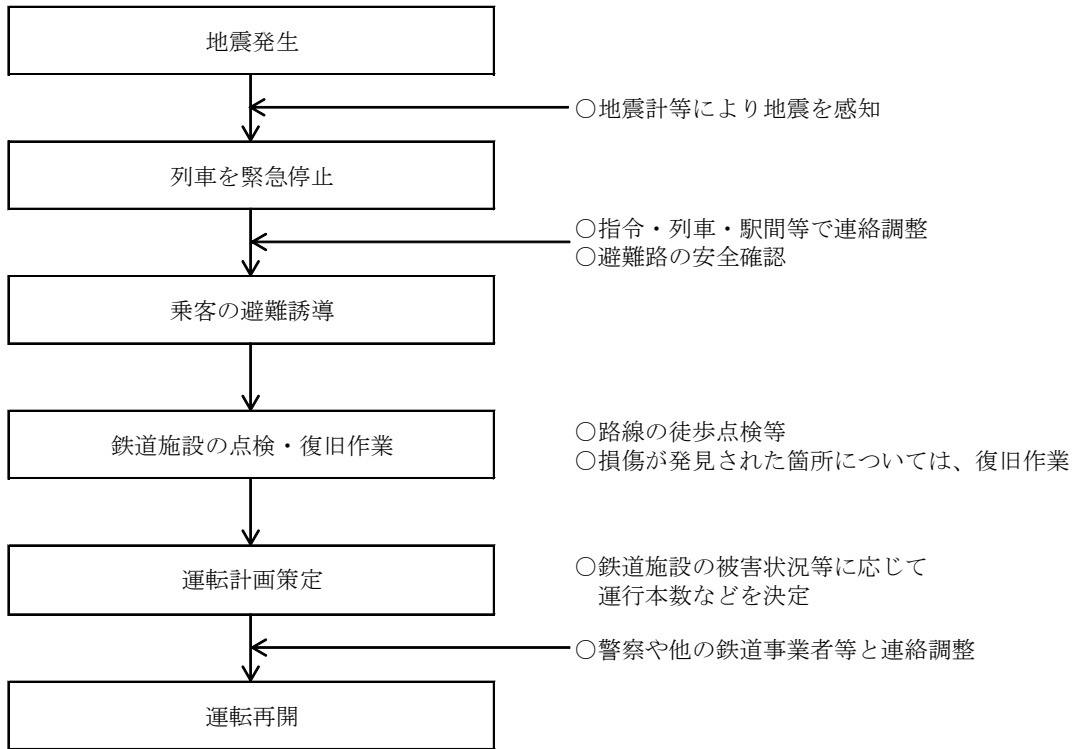 地震発生
○地震計等により地震を感知
列車を緊急停止
○指令・列車・駅間等で連絡調整
○避難路の安全確認
乗客の避難誘導
鉄道施設の点検・復旧作業
○路線の徒歩点検等
○損傷が発見された箇所については、復旧作業
運転計画策定
○鉄道施設の被害状況等に応じて
運行本数などを決定
○警察や他の鉄道事業者等と連絡調整
運転再開